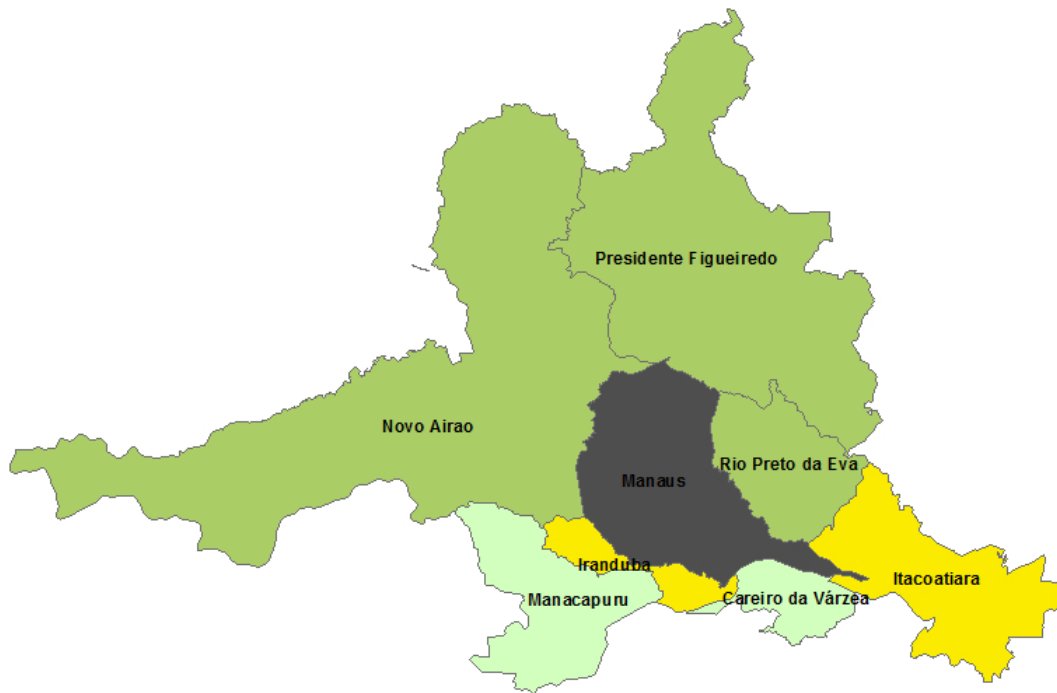 Presidente Figueiredo
Novo Airao
Rio Preto da Eva
Manaus
Iranduba
Itacoatiara
Manacapuru
Careiro da Várzea